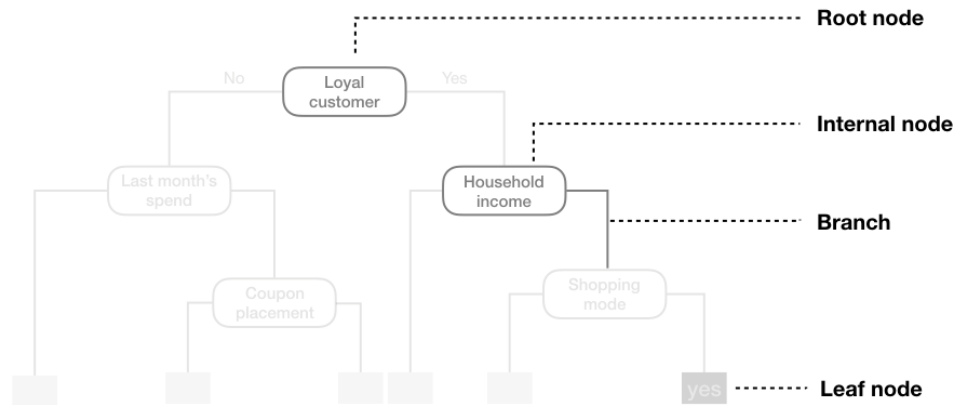 Root node
No
Loyal
customer
Yes
Internal node
Last month's
spend
Household
income
Branch
Coupon
placement
Shopping
mode
yes
Leaf node